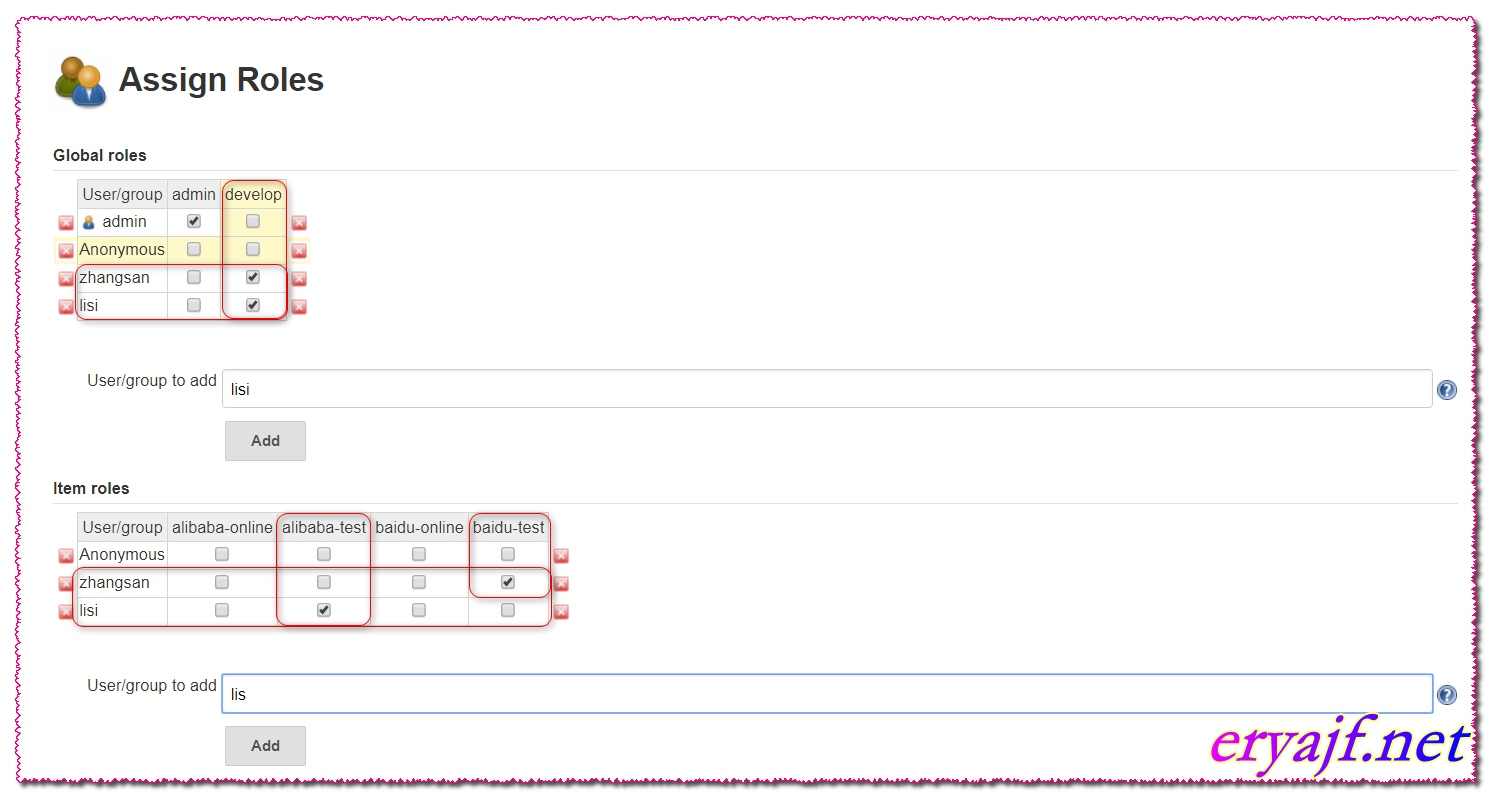 Assign Roles
Global roles
User/group admin develop
admin
Anonymous
zhangsan
lisi
User/group to add lisi
Add
Item roles
User/group alibaba-online alibaba-test baidu-online baidu-test
Anonymous
zhangsan
lisi
User/group to add lis
Add
eryajf.net